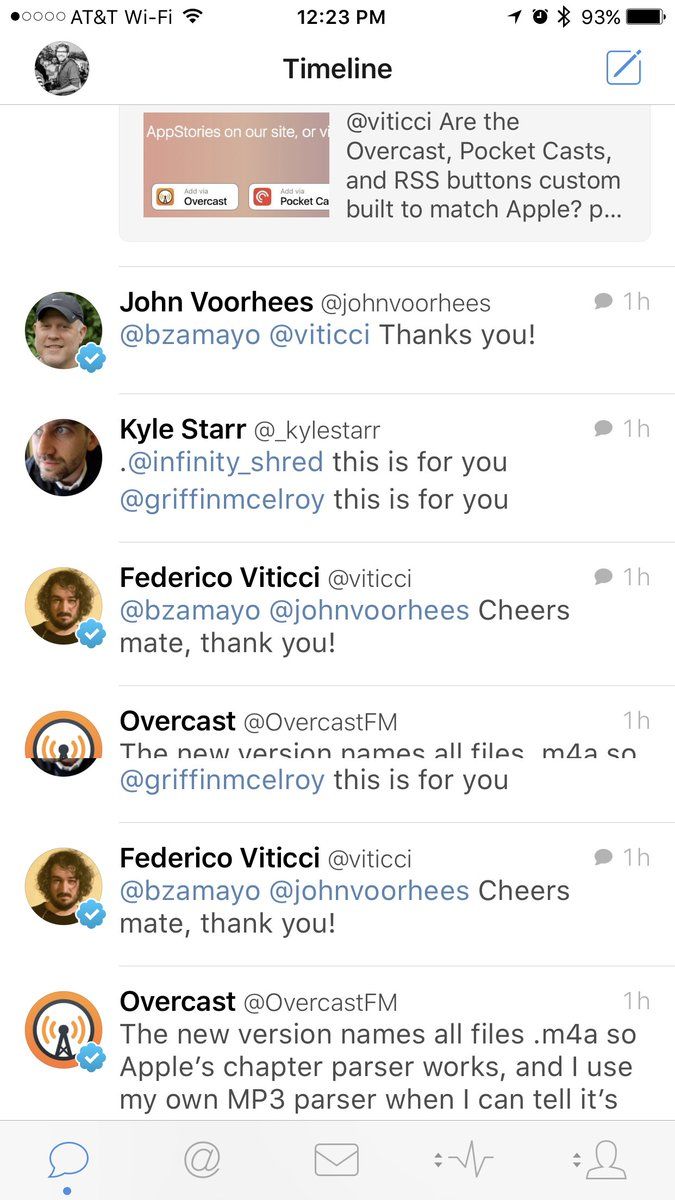 AT&T Wi-Fi 12:23 PM 93%
Timeline
AppStories on our site, or vi
Add via
Overcast
Add via
Pocket Ca
@viticci Are the
Overcast, Pocket Casts,
and RSS buttons custom
built to match Apple? p...
John Voorhees @johnvoorhees 1h
@bzamayo @viticci Thanks you!
Kyle Starr @_kylestarr 1h
.@infinity_shred this is for you
@griffinmcelroy this is for you
Federico Viticci @viticci 1h
@bzamayo @johnvoorhees Cheers
mate, thank you!
Overcast @OvercastFM 1h
The new version names all files .m4a so
@griffinmcelroy this is for you
Federico Viticci @viticci 1h
@bzamayo @johnvoorhees Cheers
mate, thank you!
Overcast @OvercastFM 1h
The new version names all files .m4a so
Apple’s chapter parser works, and I use
my own MP3 parser when I can tell it’s